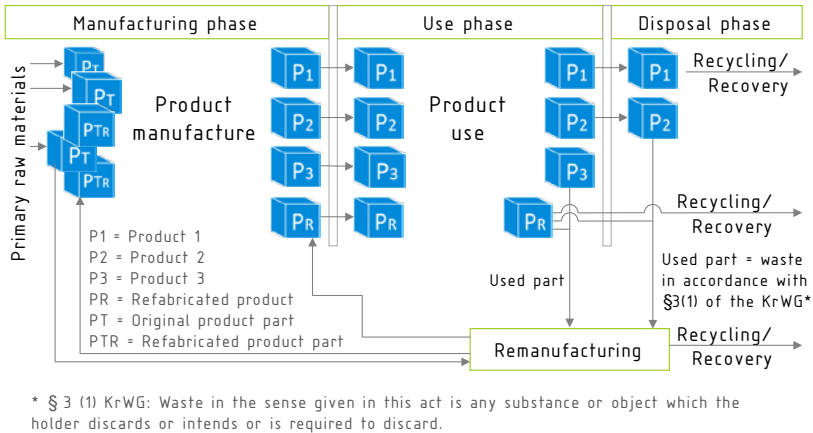 Manufacturing phase
Use phase
Disposal phase
Primary raw materials
PT
PT
PTR
PT
PTR
Product
manufacture
P1
P2
P3
PR
P1
P2
P3
PR
Product
use
P1
P2
P3
PR
P1
P2
Recycling/
Recovery
Recycling/
Recovery
P1 = Product 1
P2 = Product 2
P3 = Product 3
PR = Refabricated product
PT = Original product part
PTR = Refabricated product part
Used part
Used part = waste
in accordance with
§3(1) of the KrWG*
Remanufacturing
Recycling/
Recovery
* § 3 (1) KrWG: Waste in the sense given in this act is any substance or object which the
holder discards or intends or is required to discard.